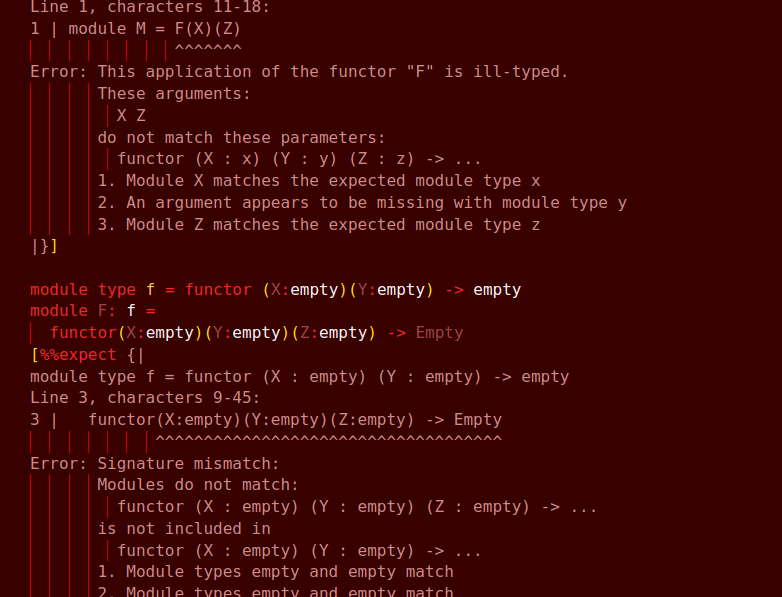 Line 1, characters 11-18:
1 | module M = F(X)(Z)
^^^^^^^
Error: This application of the functor "F" is ill-typed.
These arguments:
X Z
do not match these parameters:
functor (X : x) (Y : y) (Z : z) -> ...
1. Module X matches the expected module type x
2. An argument appears to be missing with module type y
3. Module Z matches the expected module type z
|}]
module type f = functor (X:empty)(Y:empty) -> empty
module F: f =
functor(X:empty)(Y:empty)(Z:empty) -> Empty
[%%expect {|
module type f = functor (X : empty) (Y : empty) -> empty
Line 3, characters 9-45:
3 |   functor(X:empty)(Y:empty)(Z:empty) -> Empty
^^^^^^^^^^^^^^^^^^^^^^^^^^^^^^^^^^^^
Error: Signature mismatch:
Modules do not match:
functor (X : empty) (Y : empty) (Z : empty) -> ...
is not included in
functor (X : empty) (Y : empty) -> ...
1. Module types empty and empty match
2. Module types empty and empty match